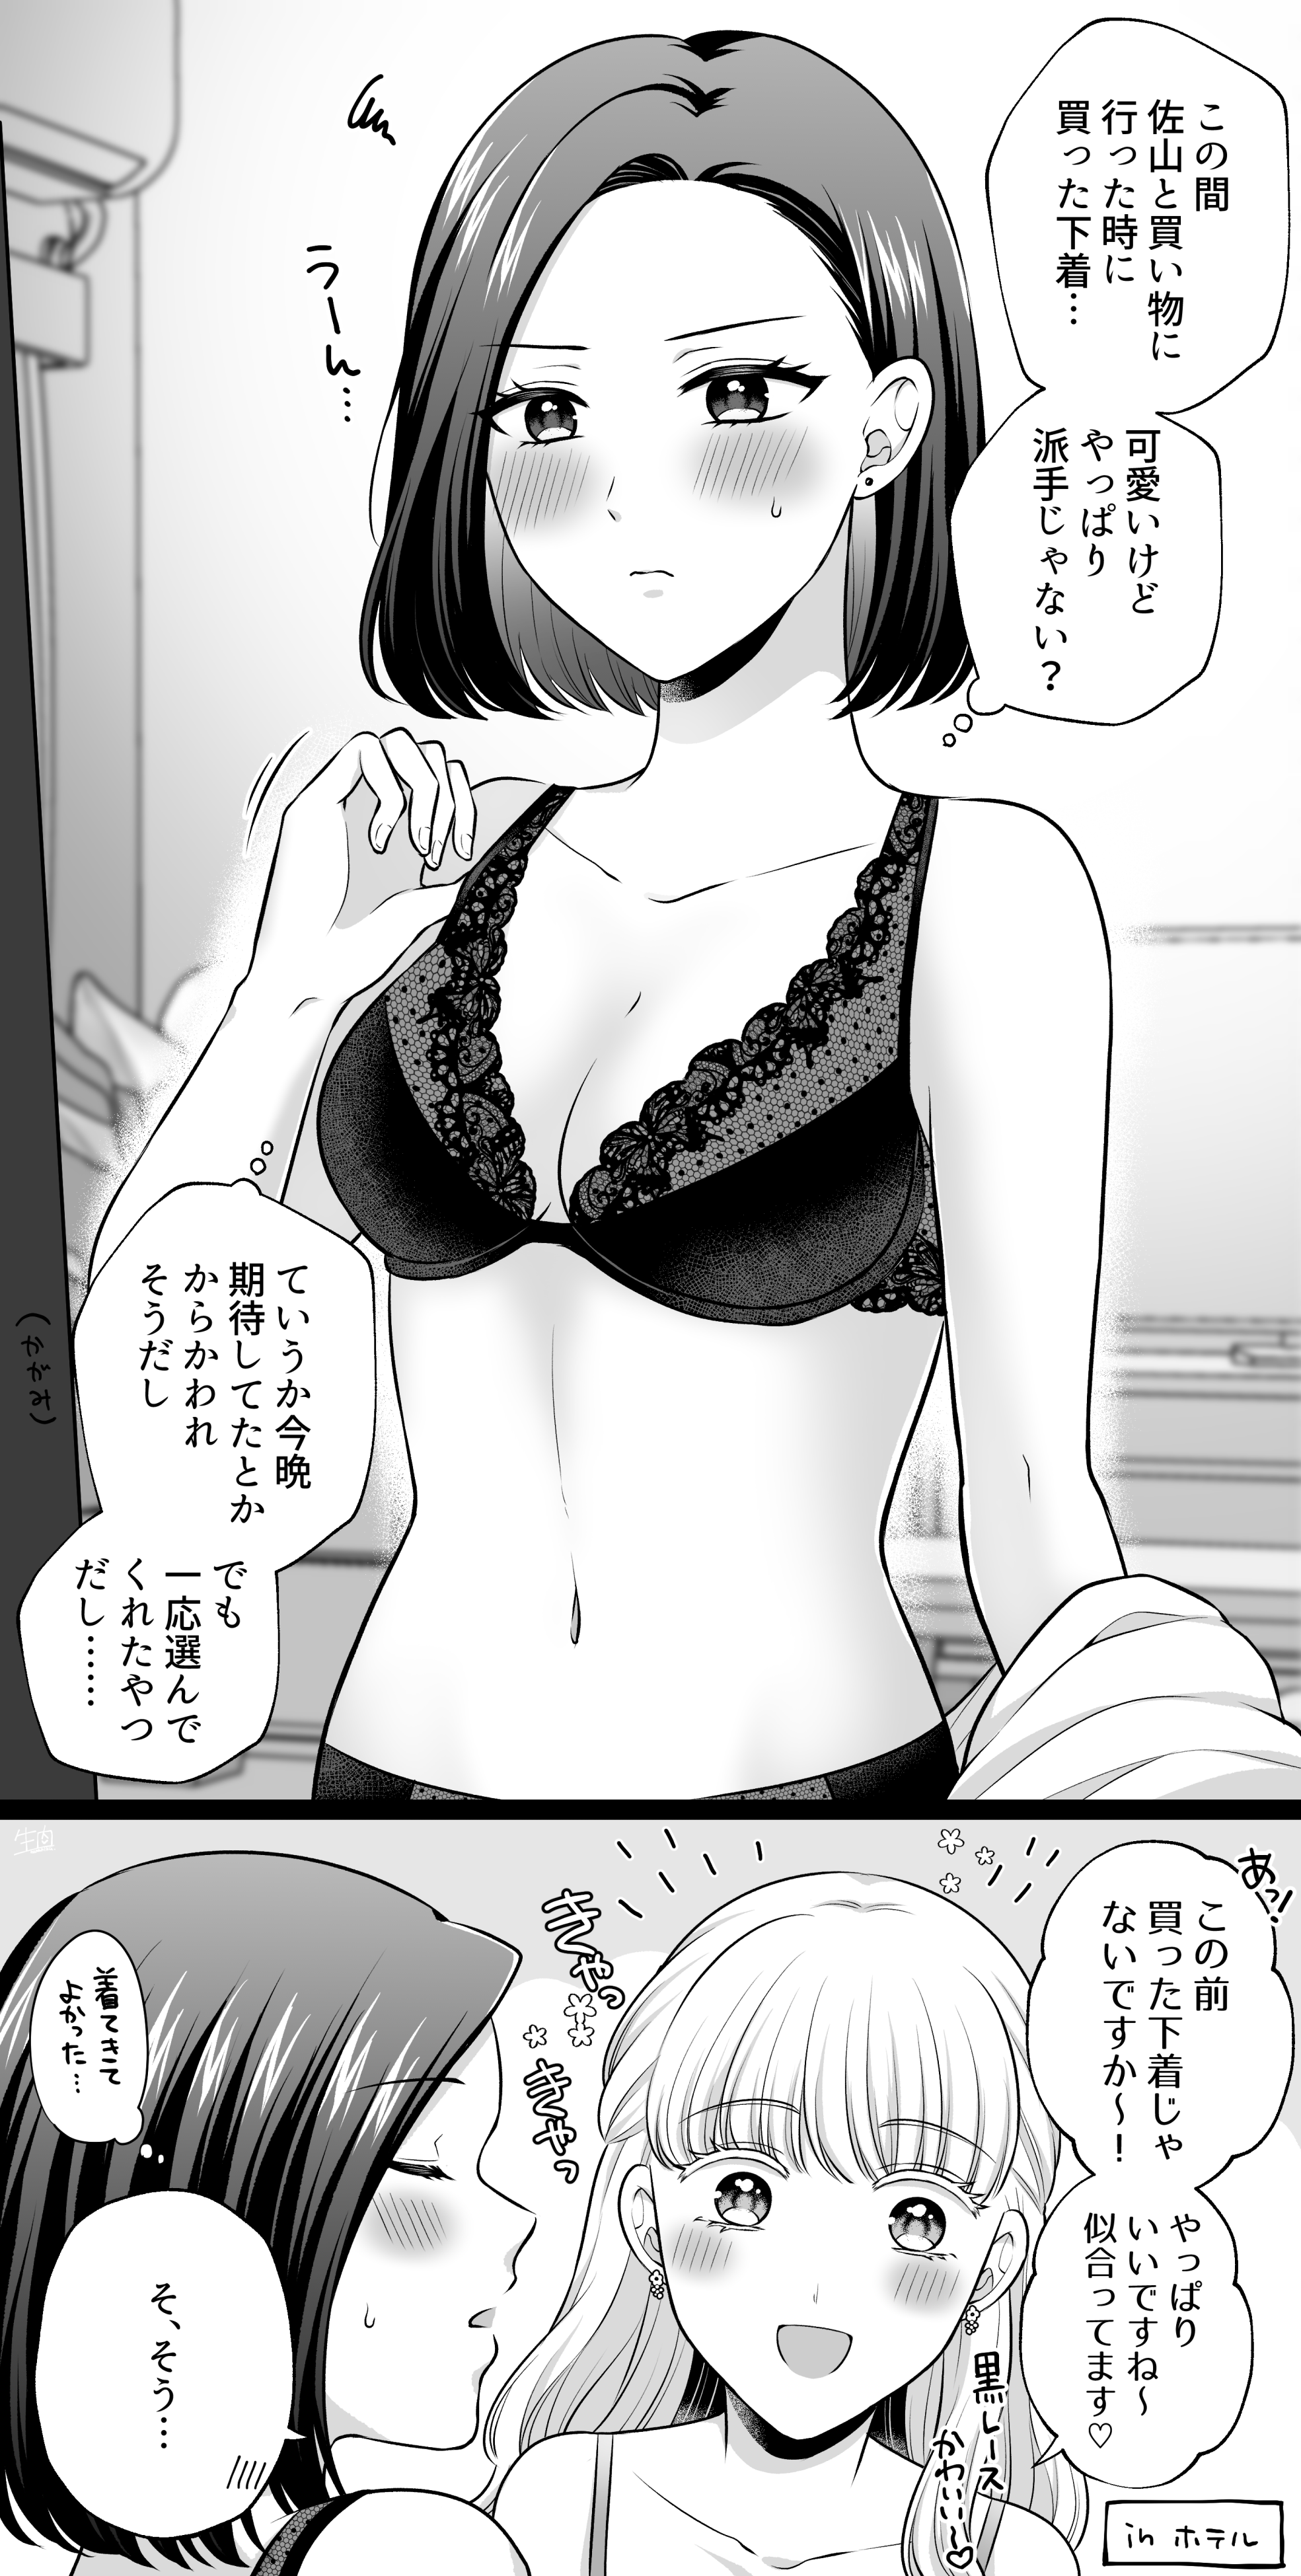 この間
佐山と買い物に
行った時に
買った下着…
可愛いけど
やっぱり
派手じゃない？
うーん…
ていうか今晩
期待してたとか
からかわれ
そうだし
でも
一応選んで
くれたやつ
だし……
(かがみ)
あっ！
この前
買った下着じゃ
ないですか～！
やっぱり
いいですね～
似合ってます♡
きゃっ
きゃっ
黒レース
かわいい～♡
着てきて
よかった…
そ、そう…
in ホテル
生肉